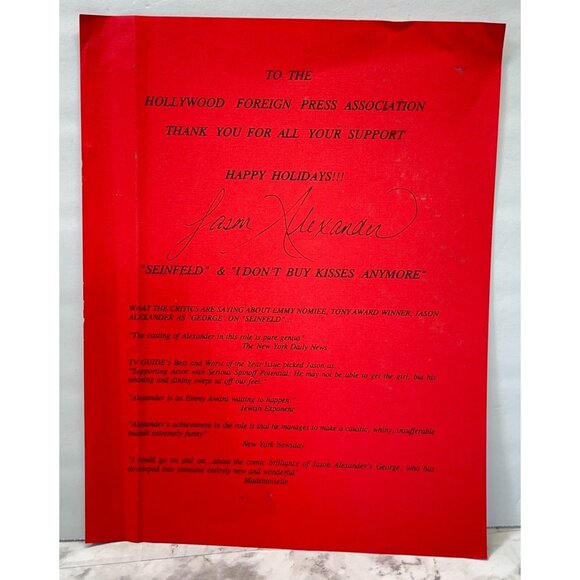 TO THE
HOLLYWOOD FOREIGN PRESS ASSOCIATION
THANK YOU FOR ALL YOUR SUPPORT
HAPPY HOLIDAYS!!!
Jason Alexander
"SEINFELD" & "I DON'T BUY KISSES ANYMORE"
WHAT THE CRITICS ARE SAYING ABOUT EMMY NOMIEE, TONY AWARD WINNER, JASON
ALEXANDER AS "GEORGE" ON "SEINFELD"...
"The casting of Alexander in this role is pure genius"
The New York Daily News
TV GUIDE's Best and Worst of the Year Issue picked Jason as
"Supporting Actor with Serious Spinoff Potential: He may not be able to get the girl, but his
whining and dining swept us off our feet."
"Alexander is an Emmy Award waiting to happen."
Jewish Exponent
"Alexander's achievement in the role is that he manages to make a caustic, whiny, insufferable
extremely funny"
New York Newsday
"I could go on and on...about the comic brilliance of Jason Alexander's George, who has
developed into someone entirely new and wonderful"
Mademoiselle